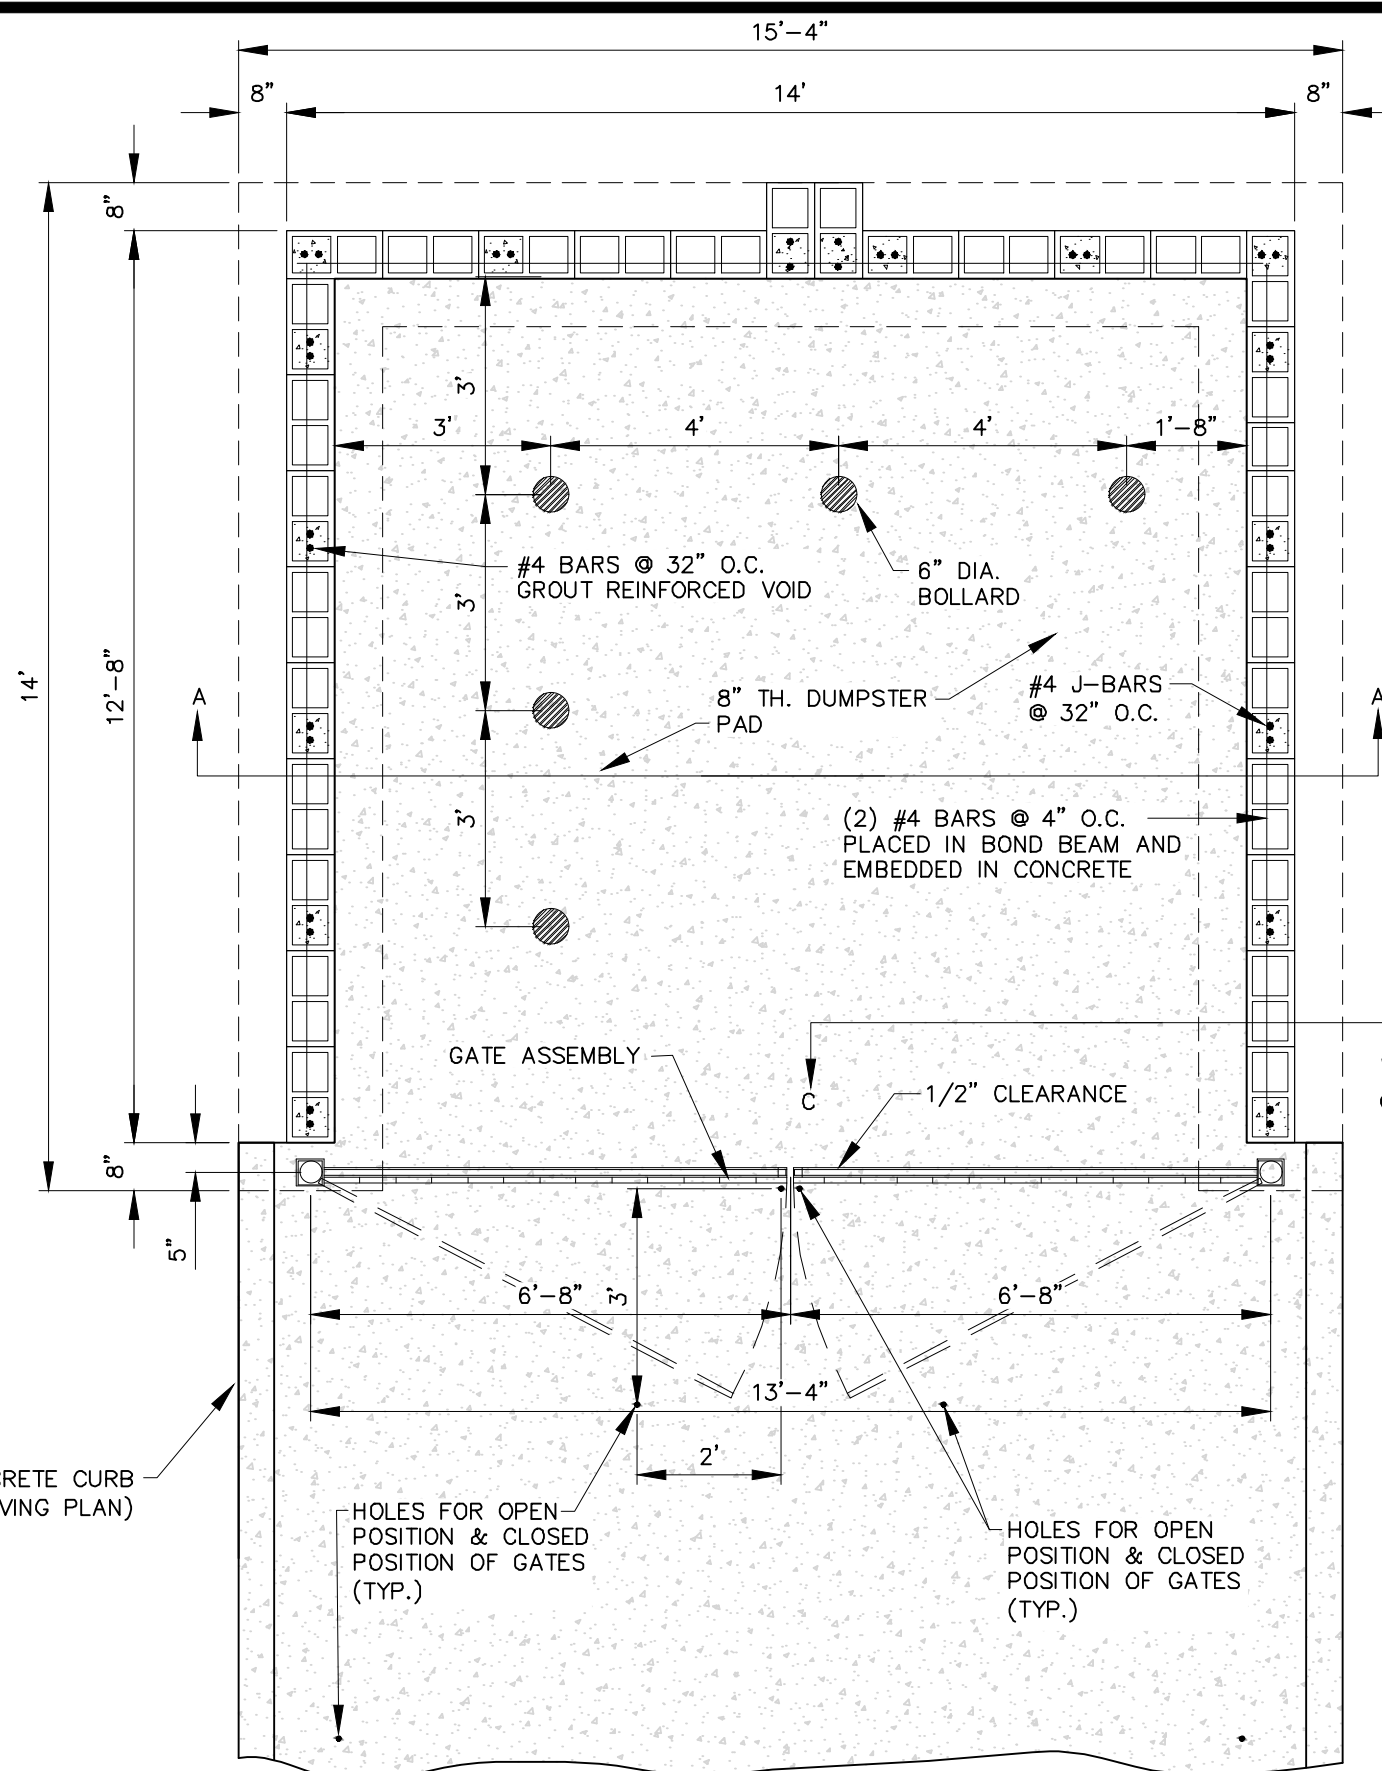 15'-4"
8"
14'
8"
8"
14'
12'-8"
3'
3'
4'
4'
1'-8"
#4 BARS @ 32" O.C.
GROUT REINFORCED VOID
3'
6" DIA.
BOLLARD
A
8" TH. DUMPSTER
PAD
#4 J-BARS
@ 32" O.C.
A
3'
(2) #4 BARS @ 4" O.C.
PLACED IN BOND BEAM AND
EMBEDDED IN CONCRETE
GATE ASSEMBLY
C
1/2" CLEARANCE
8"
5"
6'-8"
3'
6'-8"
13'-4"
2'
CRETE CURB
VING PLAN)
HOLES FOR OPEN
POSITION & CLOSED
POSITION OF GATES
(TYP.)
HOLES FOR OPEN
POSITION & CLOSED
POSITION OF GATES
(TYP.)